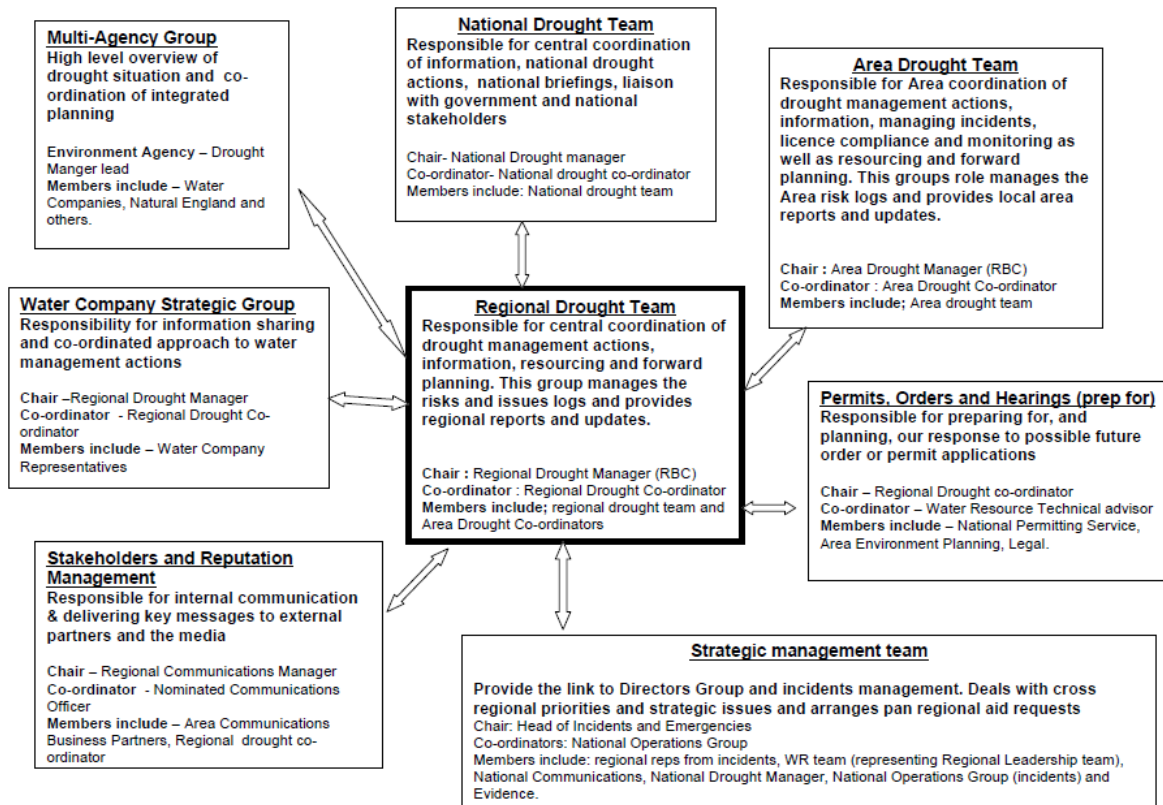 Multi-Agency Group
High level overview of
drought situation and co-
ordination of integrated
planning
Environment Agency – Drought
Manger lead
Members include – Water
Companies, Natural England and
others.
National Drought Team
Responsible for central coordination
of information, national drought
actions, national briefings, liaison
with government and national
stakeholders
Chair- National Drought manager
Co-ordinator- National drought co-ordinator
Members include: National drought team
Area Drought Team
Responsible for Area coordination of
drought management actions,
information, managing incidents,
licence compliance and monitoring as
well as resourcing and forward
planning. This groups role manages the
Area risk logs and provides local area
reports and updates.
Chair : Area Drought Manager (RBC)
Co-ordinator : Area Drought Co-ordinator
Members include; Area drought team
Water Company Strategic Group
Responsibility for information sharing
and co-ordinated approach to water
management actions
Chair –Regional Drought Manager
Co-ordinator - Regional Drought Co-
ordinator
Members include – Water Company
Representatives
Regional Drought Team
Responsible for central coordination of
drought management actions,
information, resourcing and forward
planning. This group manages the
risks and issues logs and provides
regional reports and updates.
Chair : Regional Drought Manager (RBC)
Co-ordinator : Regional Drought Co-ordinator
Members include; regional drought team and
Area Drought Co-ordinators
Permits, Orders and Hearings (prep for)
Responsible for preparing for, and
planning, our response to possible future
order or permit applications
Chair – Regional Drought co-ordinator
Co-ordinator – Water Resource Technical advisor
Members include – National Permitting Service,
Area Environment Planning, Legal.
Stakeholders and Reputation
Management
Responsible for internal communication
& delivering key messages to external
partners and the media
Chair – Regional Communications Manager
Co-ordinator - Nominated Communications
Officer
Members include – Area Communications
Business Partners, Regional drought co-
ordinator
Strategic management team
Provide the link to Directors Group and incidents management. Deals with cross
regional priorities and strategic issues and arranges pan regional aid requests
Chair: Head of Incidents and Emergencies
Co-ordinators: National Operations Group
Members include: regional reps from incidents, WR team (representing Regional Leadership team),
National Communications, National Drought Manager, National Operations Group (incidents) and
Evidence.